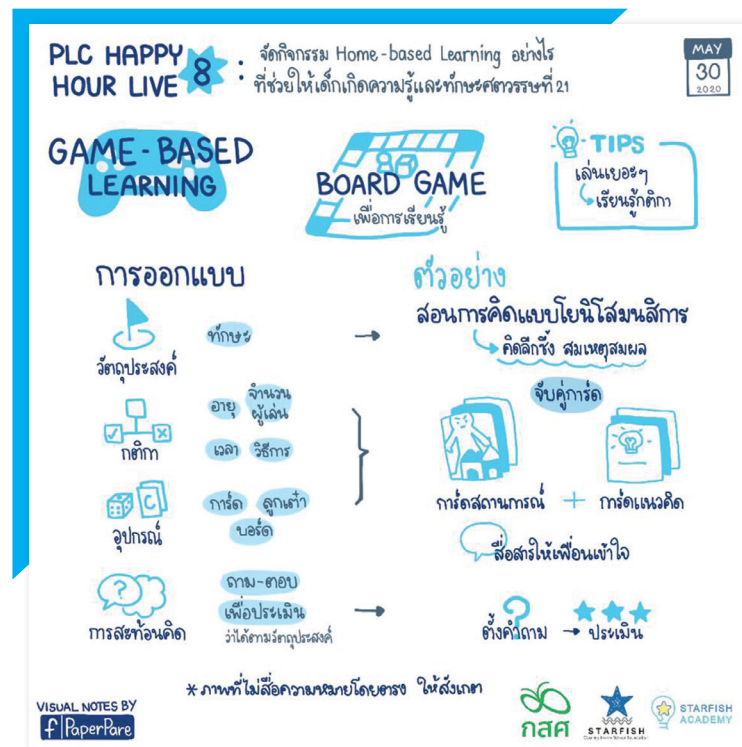 PLC HAPPY
HOUR LIVE 8 :
จัดกิจกรรม Home-based Learning อย่างไร
ที่ช่วยให้เด็กเกิดความรู้และทักษะศตวรรษที่ 21
MAY
30
2020
GAME-BASED
LEARNING
BOARD GAME
เพื่อการเรียนรู้
TIPS
เล่นเยอะๆ
เรียนรู้กติกา
การออกแบบ
วัตถุประสงค์
ทักษะ
กติกา
อายุ
จำนวน
ผู้เล่น
เวลา
วิธีการ
อุปกรณ์
การ์ด
ลูกเต๋า
บอร์ด
การสะท้อนคิด
ถาม-ตอบ
เพื่อประเมิน
ว่าได้ตามวัตถุประสงค์
ตัวอย่าง
สอนการคิดแบบโยนิโสมนสิการ
คิดลึกซึ้ง สมเหตุสมผล
จับคู่การ์ด
การ์ดสถานการณ์ + การ์ดแนวคิด
สื่อสารให้เพื่อนเข้าใจ
ตั้งคำถาม → ประเมิน
*ภาพที่ไม่สื่อความหมายโดยตรง ให้สังเกต
VISUAL NOTES BY
f PaperPare
กสศ
STARFISH
STARFISH
ACADEMY